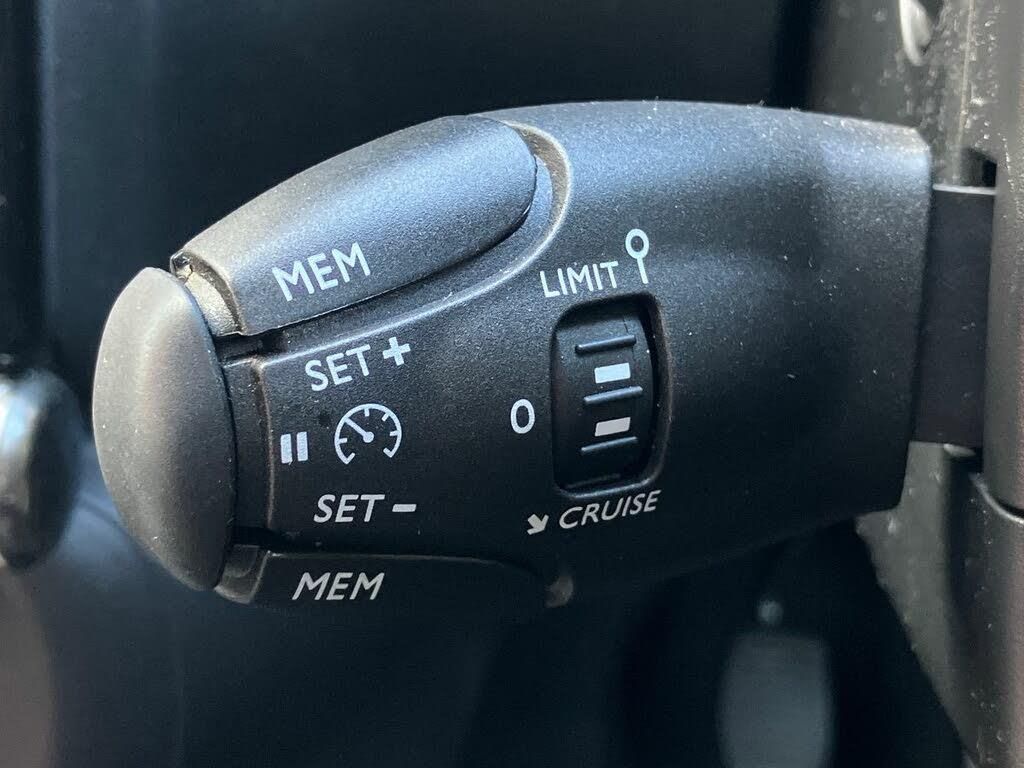 MEM
LIMIT
SET +
0
SET -
CRUISE
MEM